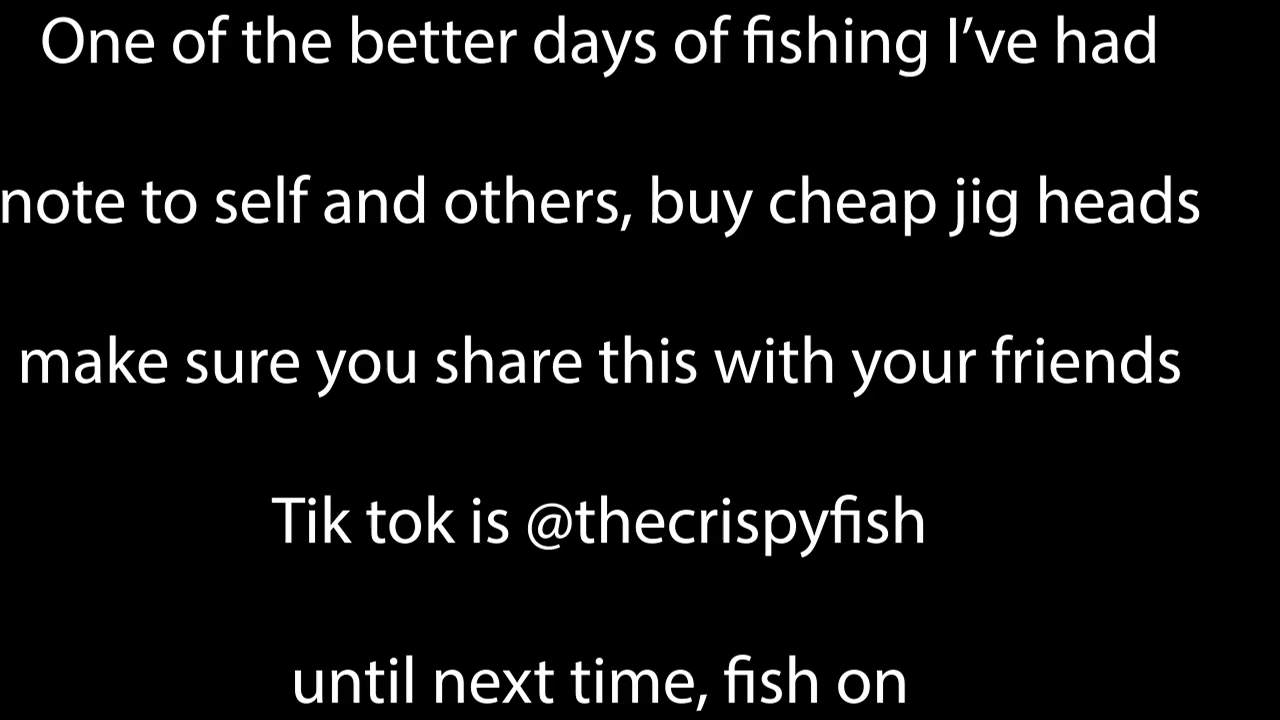 One of the better days of fishing I’ve had
note to self and others, buy cheap jig heads
make sure you share this with your friends
Tik tok is @thecrispyfish
until next time, fish on